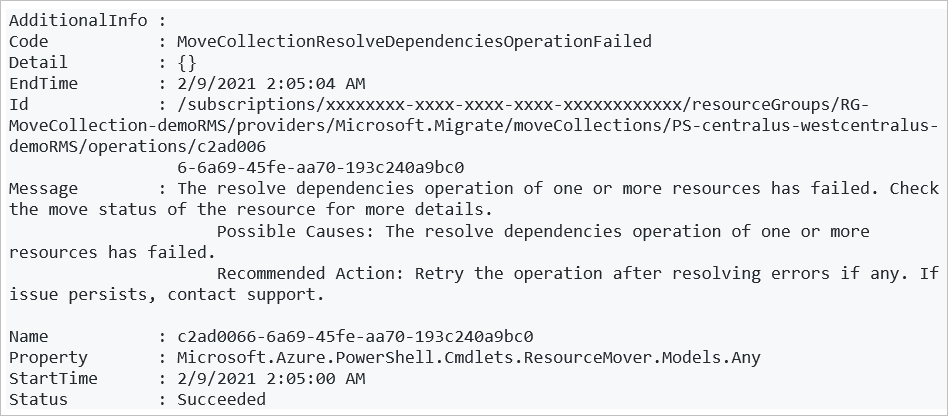 AdditionalInfo :
Code           : MoveCollectionResolveDependenciesOperationFailed
Detail         : {}
EndTime        : 2/9/2021 2:05:04 AM
Id             : /subscriptions/xxxxxxxx-xxxx-xxxx-xxxx-xxxxxxxxxxxx/resourceGroups/RG-
MoveCollection-demoRMS/providers/Microsoft.Migrate/moveCollections/PS-centralus-westcentralus-
demoRMS/operations/c2ad006
                 6-6a69-45fe-aa70-193c240a9bc0
Message        : The resolve dependencies operation of one or more resources has failed. Check
the move status of the resource for more details.
                     Possible Causes: The resolve dependencies operation of one or more
resources has failed.
                     Recommended Action: Retry the operation after resolving errors if any. If
issue persists, contact support.

Name           : c2ad0066-6a69-45fe-aa70-193c240a9bc0
Property       : Microsoft.Azure.PowerShell.Cmdlets.ResourceMover.Models.Any
StartTime      : 2/9/2021 2:05:00 AM
Status         : Succeeded